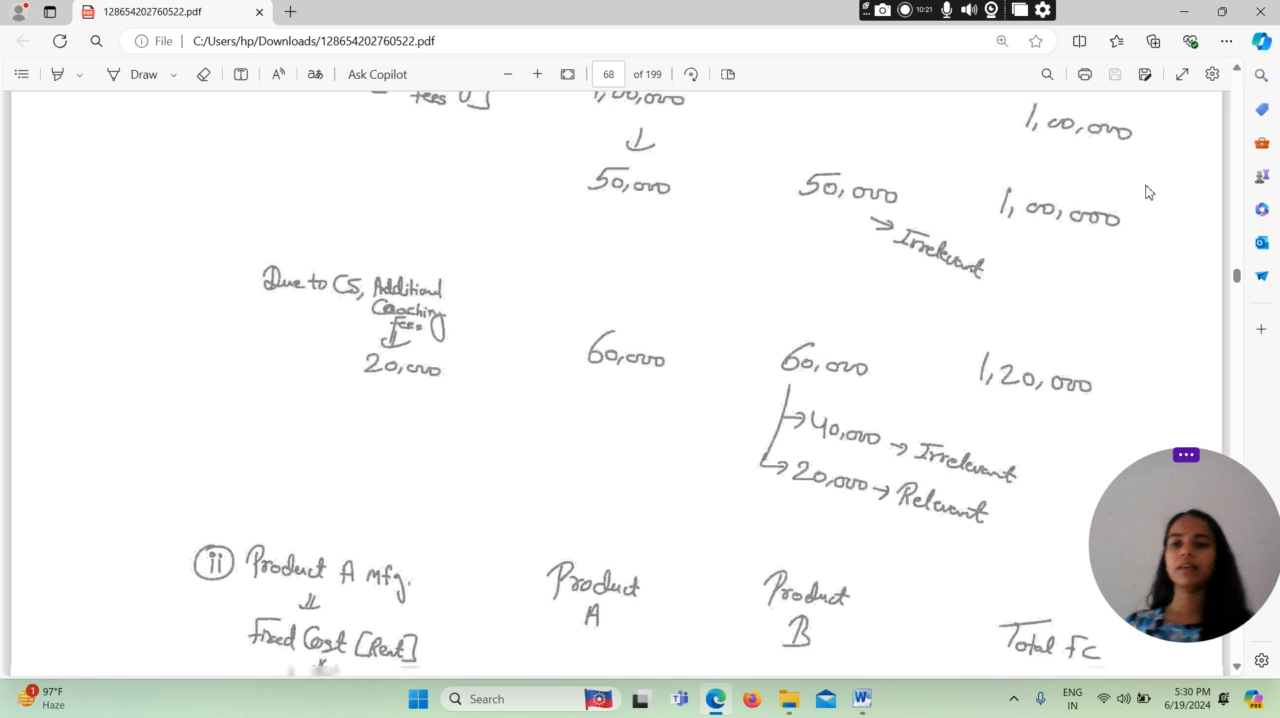 128654202760522.pdf
10:21
File
C:/Users/hp/Downloads/128654202760522.pdf
Draw
Ask Copilot
68
of 199
fees
1,00,000
1,00,000
50,000
50,000
1,00,000
→ Irrelevant
Due to CS, Additional
Coaching
fees
20,000
60,000
60,000
1,20,000
→ 40,000 → Irrelevant
→ 20,000 → Relevant
ii Product A Mfg.
Product
A
Product
B
Fixed Cost [Rent]
Total FC
1
97°F
Haze
Search
ENG
IN
5:30 PM
6/19/2024